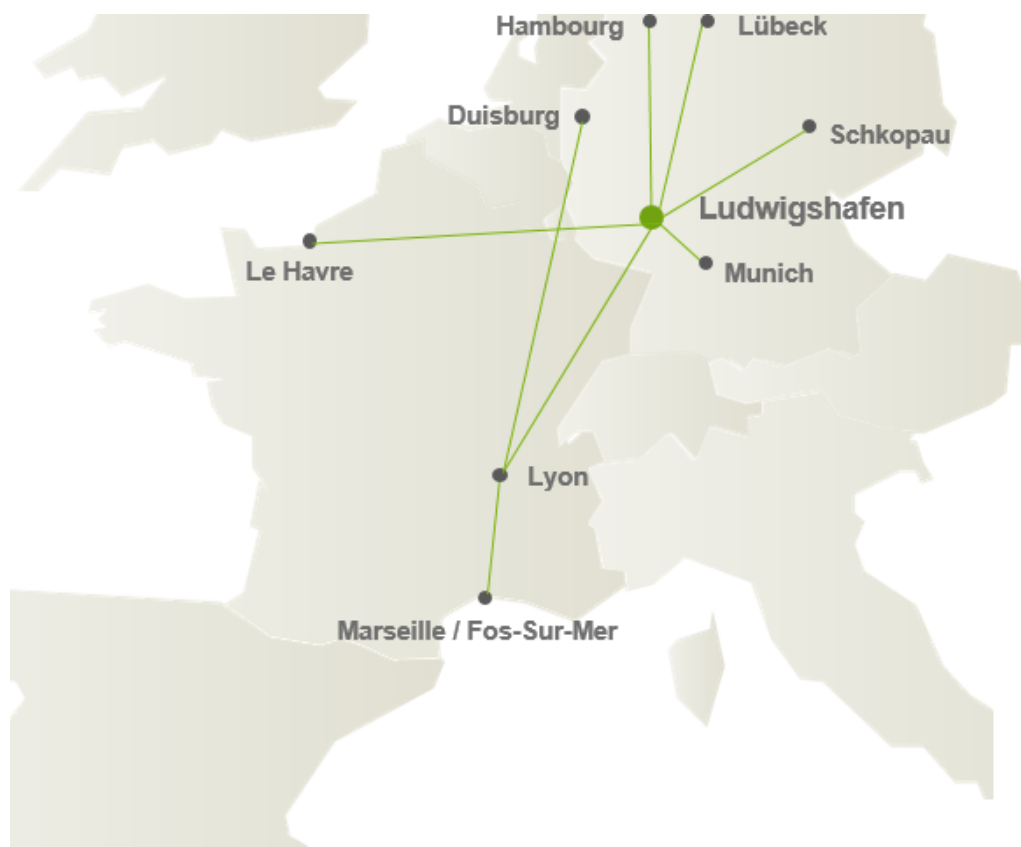 Hambourg
Lübeck
Duisburg
Schkopau
Ludwigshafen
Le Havre
Munich
Lyon
Marseille / Fos-Sur-Mer